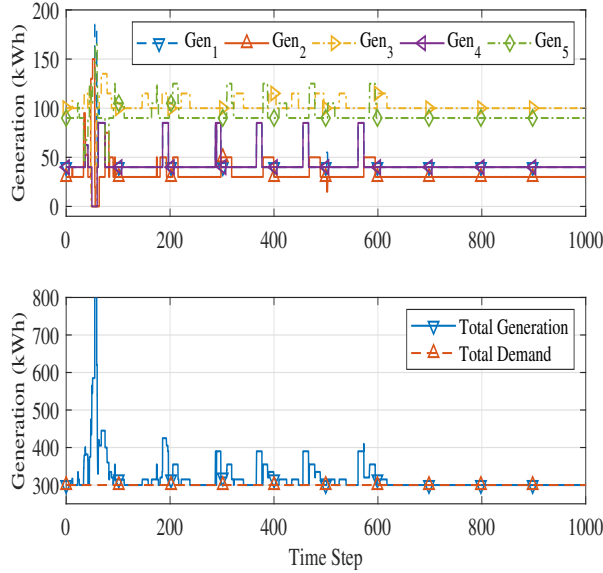 200
150
100
50
0
Generation (kWh)
Gen1 Gen2 Gen3 Gen4 Gen5
0 200 400 600 800 1000
800
700
600
500
400
300
Generation (kWh)
Total Generation
Total Demand
0 200 400 600 800 1000
Time Step